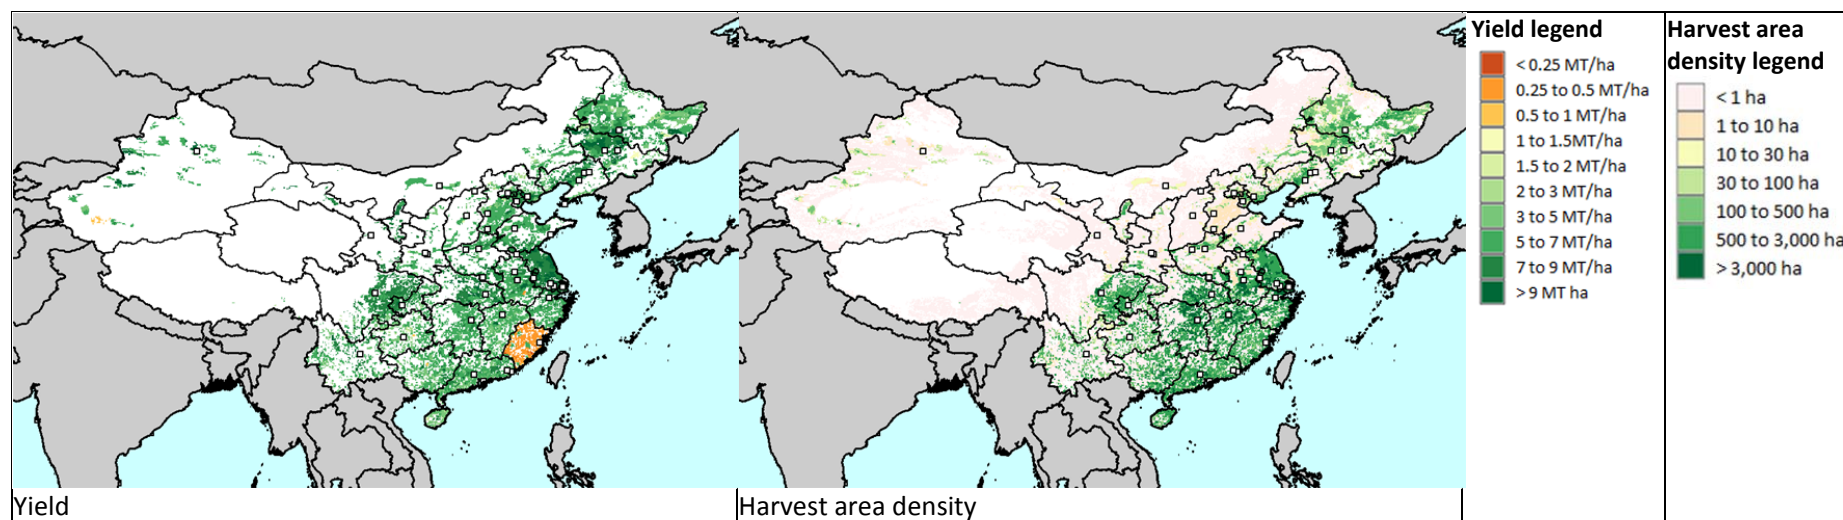 Yield
Harvest area density
Yield legend
< 0.25 MT/ha
0.25 to 0.5 MT/ha
0.5 to 1 MT/ha
1 to 1.5MT/ha
1.5 to 2 MT/ha
2 to 3 MT/ha
3 to 5 MT/ha
5 to 7 MT/ha
7 to 9 MT/ha
> 9 MT ha
Harvest area
density legend
< 1 ha
1 to 10 ha
10 to 30 ha
30 to 100 ha
100 to 500 ha
500 to 3,000 ha
> 3,000 ha